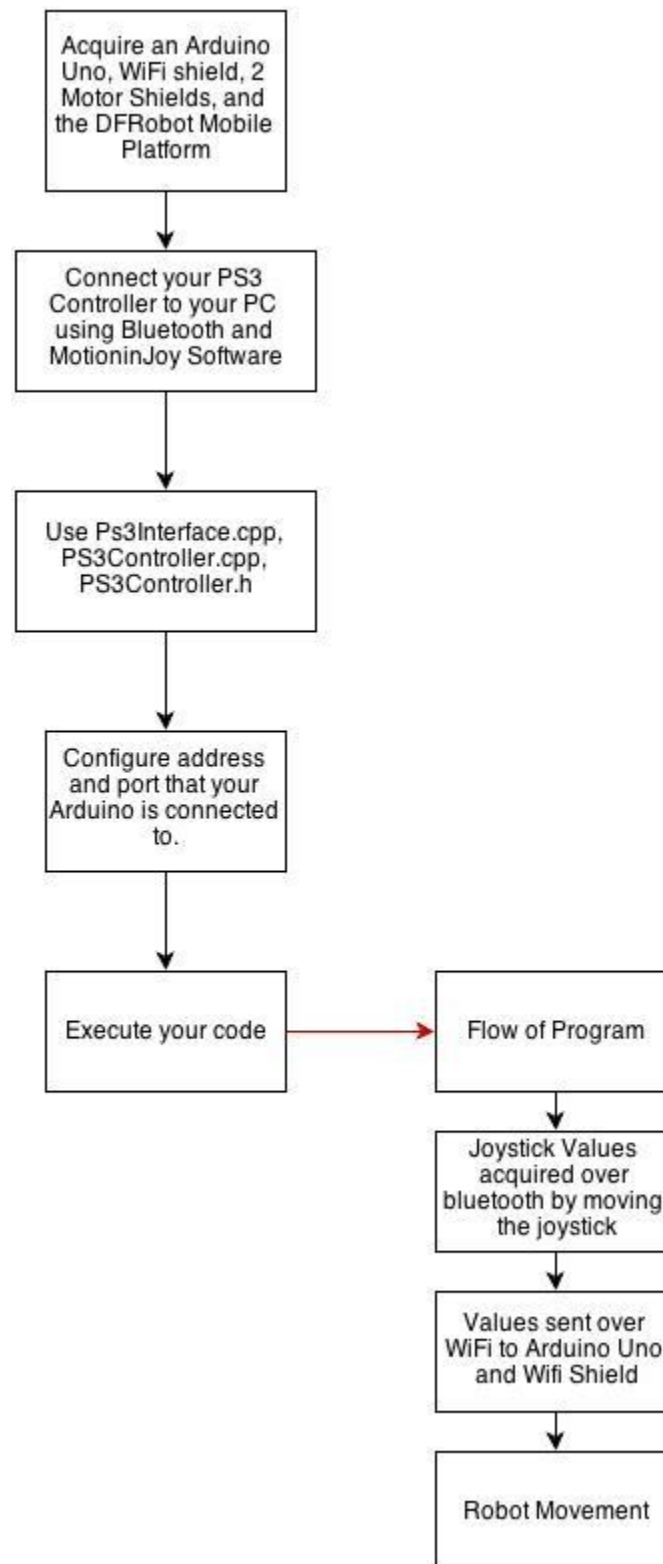 Acquire an Arduino
Uno, WiFi shield, 2
Motor Shields, and
the DFRobot Mobile
Platform
Connect your PS3
Controller to your PC
using Bluetooth and
MotioninJoy Software
Use Ps3Interface.cpp,
PS3Controller.cpp,
PS3Controller.h
Configure address
and port that your
Arduino is connected
to.
Execute your code
Flow of Program
Joystick Values
acquired over
bluetooth by moving
the joystick
Values sent over
WiFi to Arduino Uno
and Wifi Shield
Robot Movement